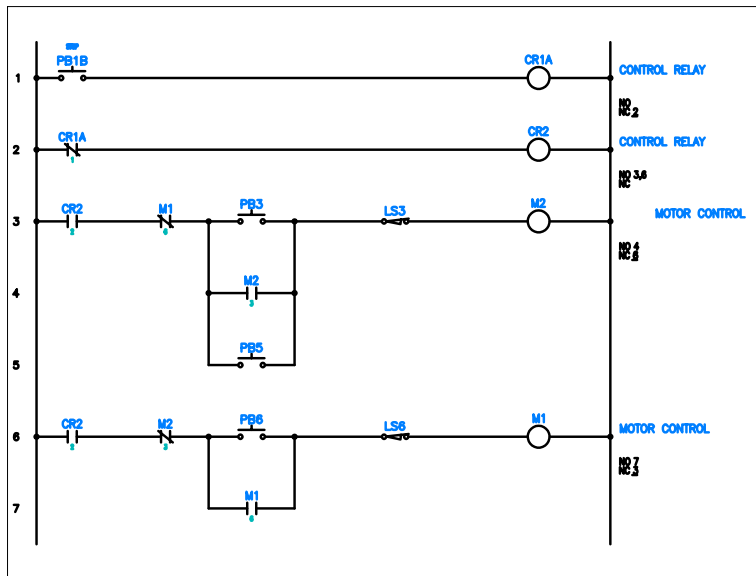 STOP
PB1B CR1A
1 CONTROL RELAY
NO
NC 2
CR1A CR2
2 CONTROL RELAY
1
NO 3,6
NC
CR2 M1 PB3 LS3 M2
3 MOTOR CONTROL
2 6
NO 4
NC 6
M2
4
3
PB5
5
CR2 M2 PB6 LS6 M1
6 MOTOR CONTROL
2 3
NO 7
NC 3
M1
7
6